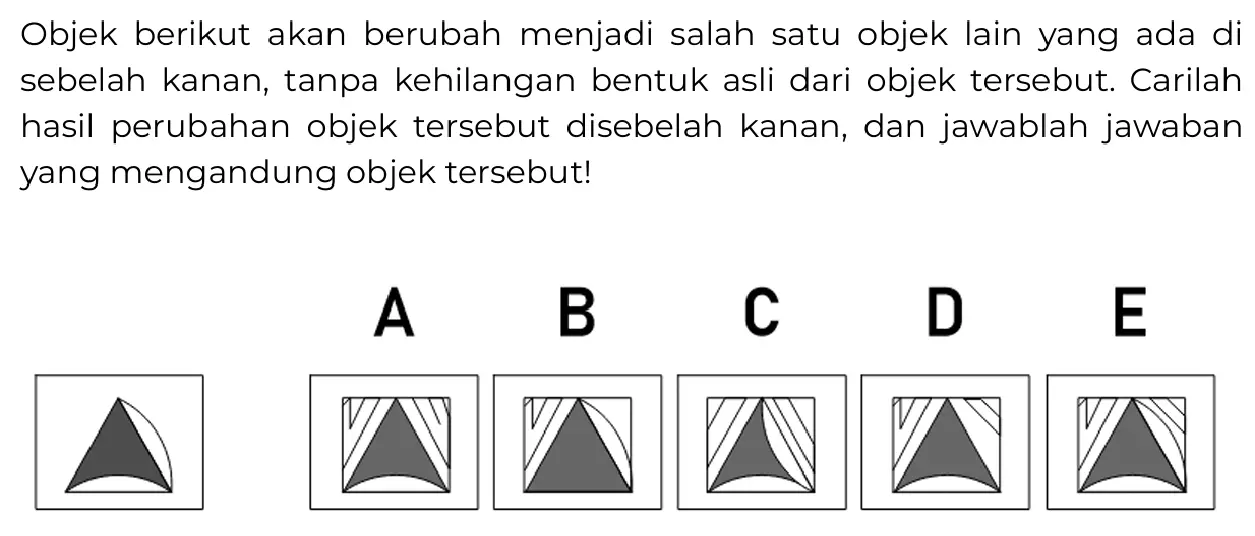 Objek berikut akan berubah menjadi salah satu objek lain yang ada di
sebelah kanan, tanpa kehilangan bentuk asli dari objek tersebut. Carilah
hasil perubahan objek tersebut disebelah kanan, dan jawablah jawaban
yang mengandung objek tersebut!
A B C D E